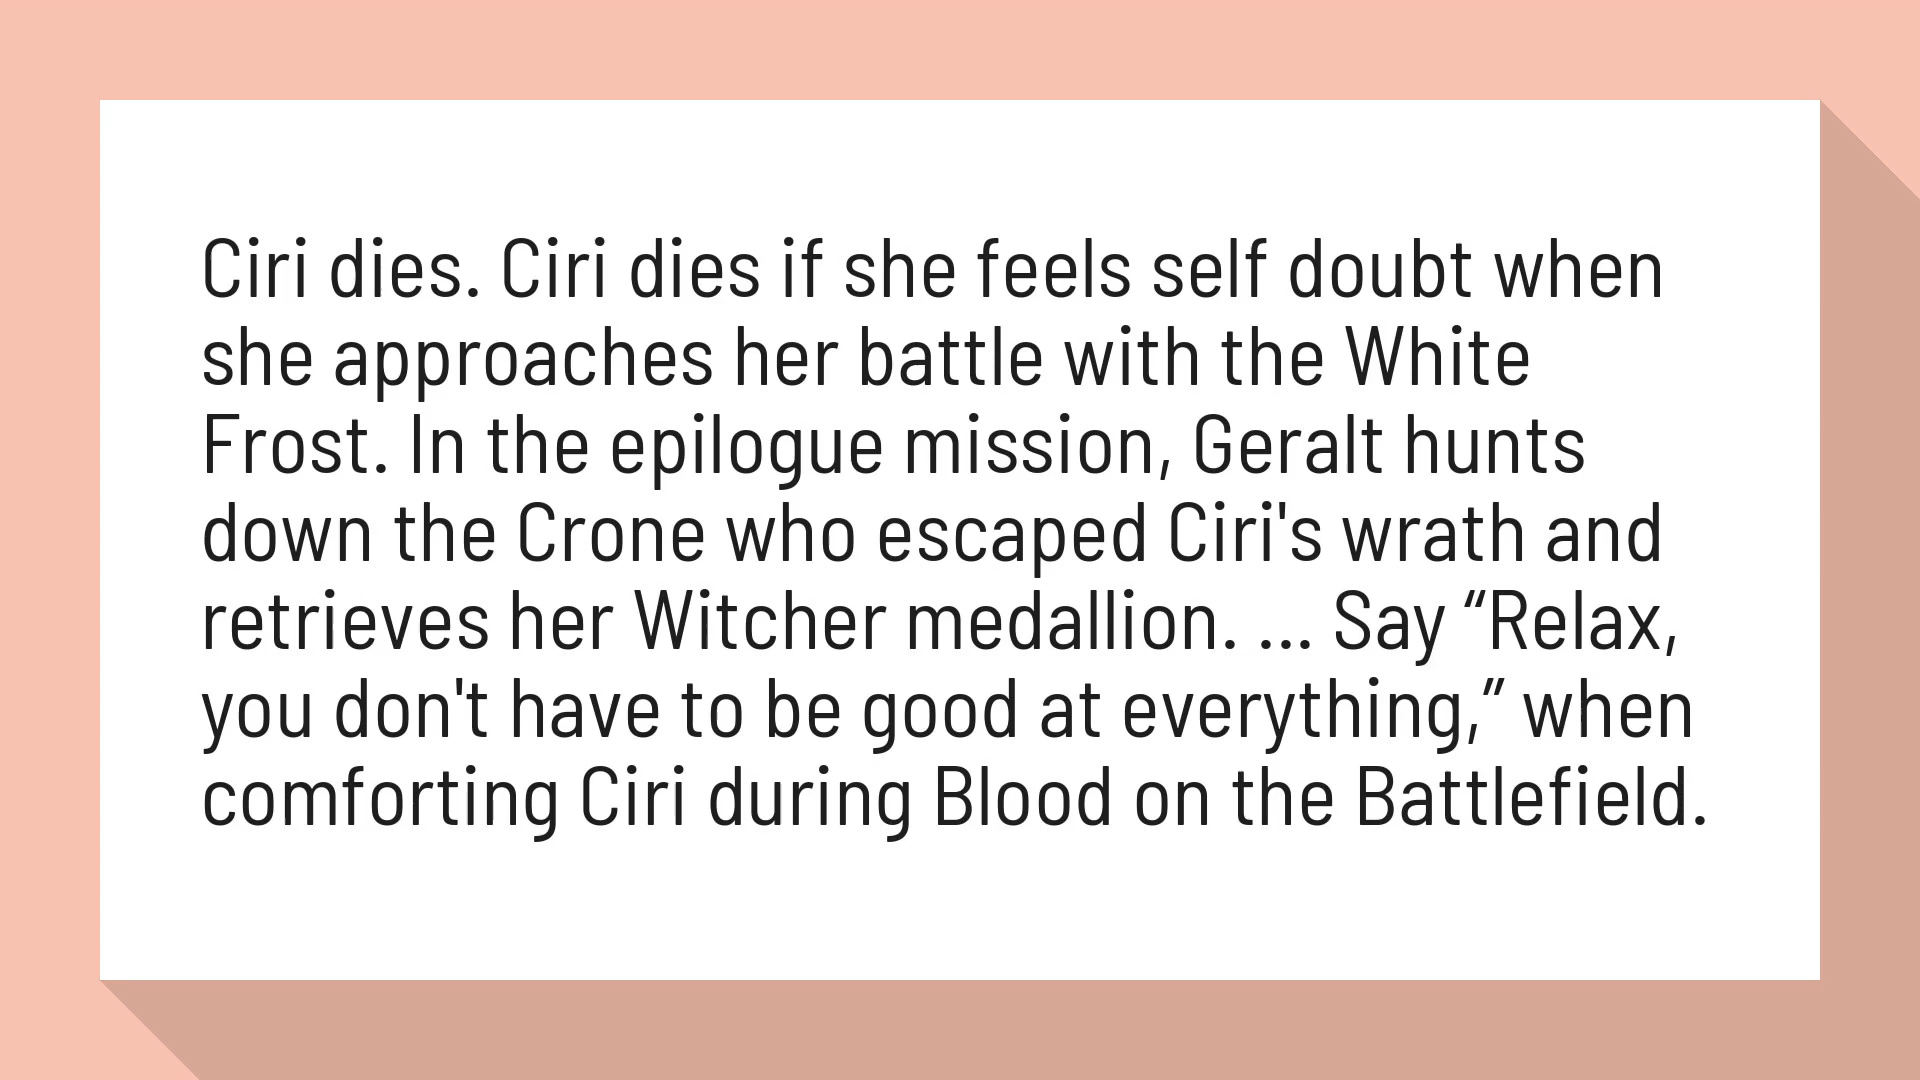 Ciri dies. Ciri dies if she feels self doubt when
she approaches her battle with the White
Frost. In the epilogue mission, Geralt hunts
down the Crone who escaped Ciri's wrath and
retrieves her Witcher medallion. ... Say “Relax,
you don't have to be good at everything,” when
comforting Ciri during Blood on the Battlefield.